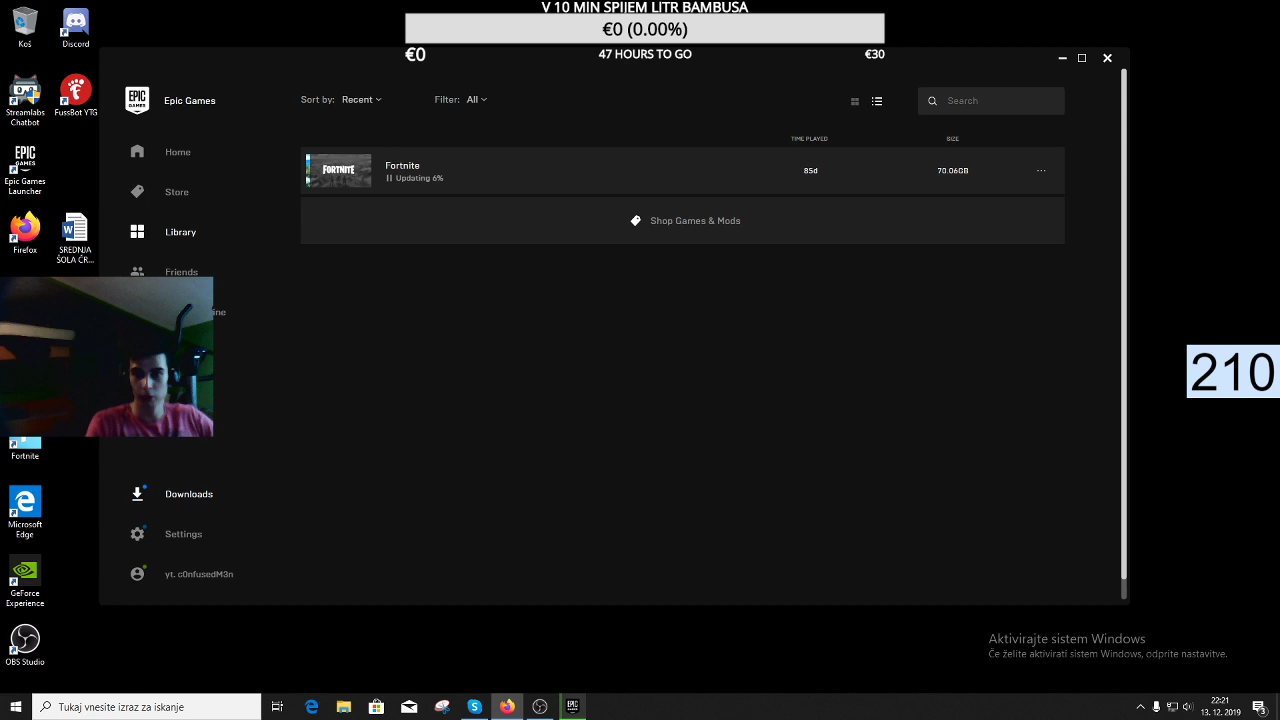 V 10 MIN SPIJEM LITR BAMBUSA
€0 (0.00%)
€0 47 HOURS TO GO €30
Koš
Discord
Streamlabs Chatbot
FussBot YTG
Epic Games Launcher
Firefox
SREDNJA ŠOLA ČR...
Fortnite
Microsoft Edge
GeForce Experience
OBS Studio
EPIC GAMES
Epic Games
Home
Store
Library
Friends
ine
Downloads
Settings
yt. c0nfusedM3n
Sort by: Recent Filter: All Search
TIME PLAYED SIZE
FORTNITE
Fortnite
Updating 6%
85d 70.06GB ...
Shop Games & Mods
210
Aktivirajte sistem Windows
Če želite aktivirati sistem Windows, odprite nastavitve.
Tukaj vnesite izraz za iskanje
22:21
13. 12. 2019